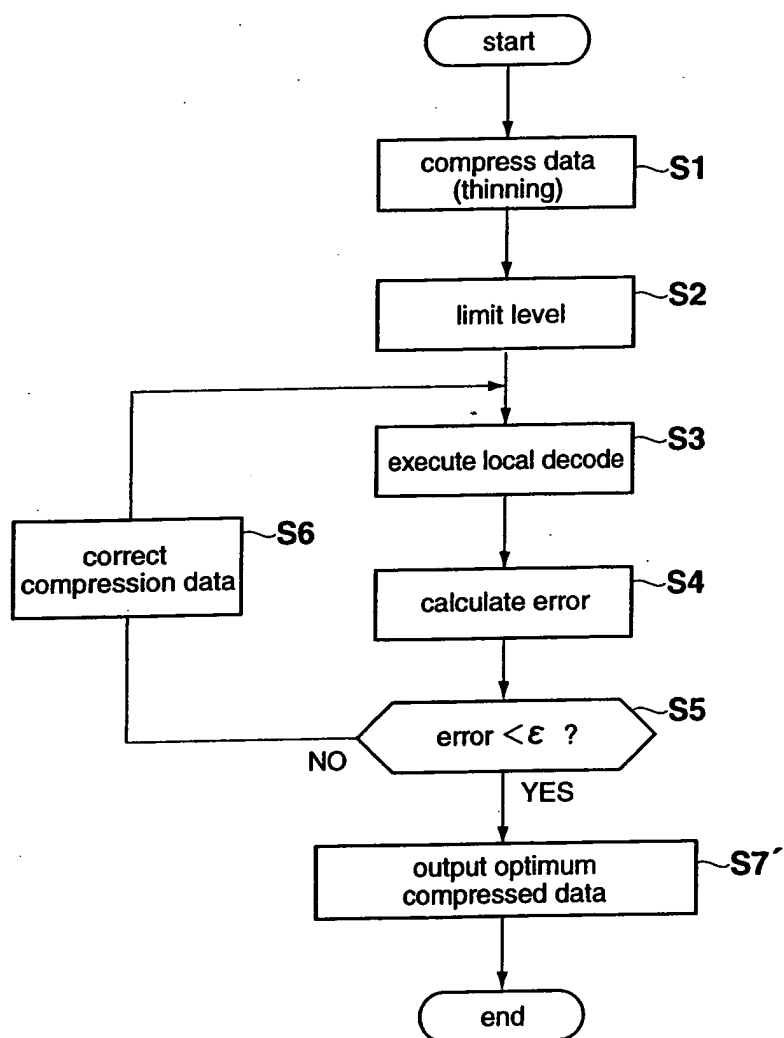 start
compress data
(thinning)
S1
limit level
S2
execute local decode
S3
correct
compression data
S6
calculate error
S4
error < ε ?
S5
NO
YES
output optimum
compressed data
S7´
end